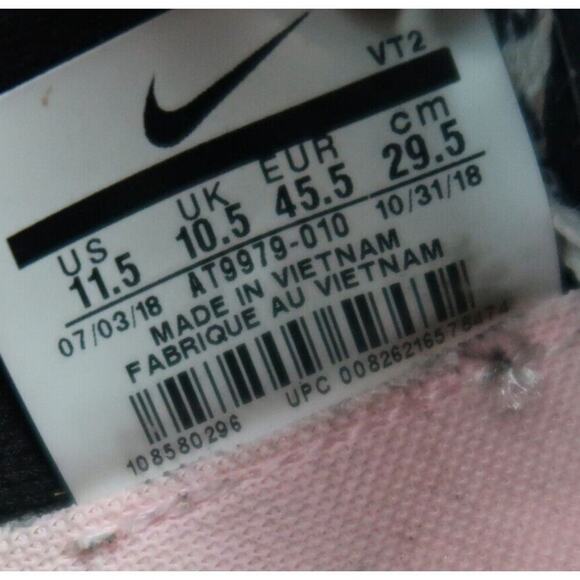 VT2
US UK EUR cm
11.5 10.5 45.5 29.5
07/03/18 AT9979-010 10/31/18
MADE IN VIETNAM
FABRIQUE AU VIETNAM
108580296 UPC